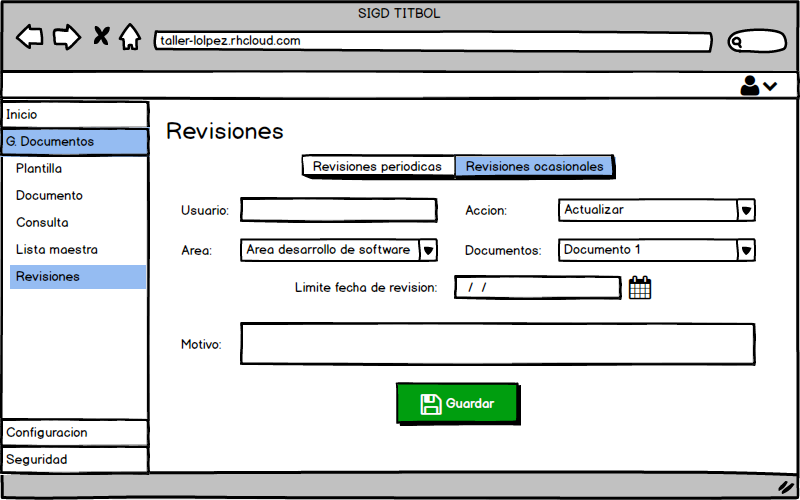 SIGD TITBOL
taller-lolpez.rhcloud.com
Inicio
G. Documentos
Plantilla
Documento
Consulta
Lista maestra
Revisiones
Configuracion
Seguridad
Revisiones
Revisiones periodicas Revisiones ocasionales
Usuario: Accion: Actualizar
Area: Area desarrollo de software Documentos: Documento 1
Limite fecha de revision: / /
Motivo:
Guardar